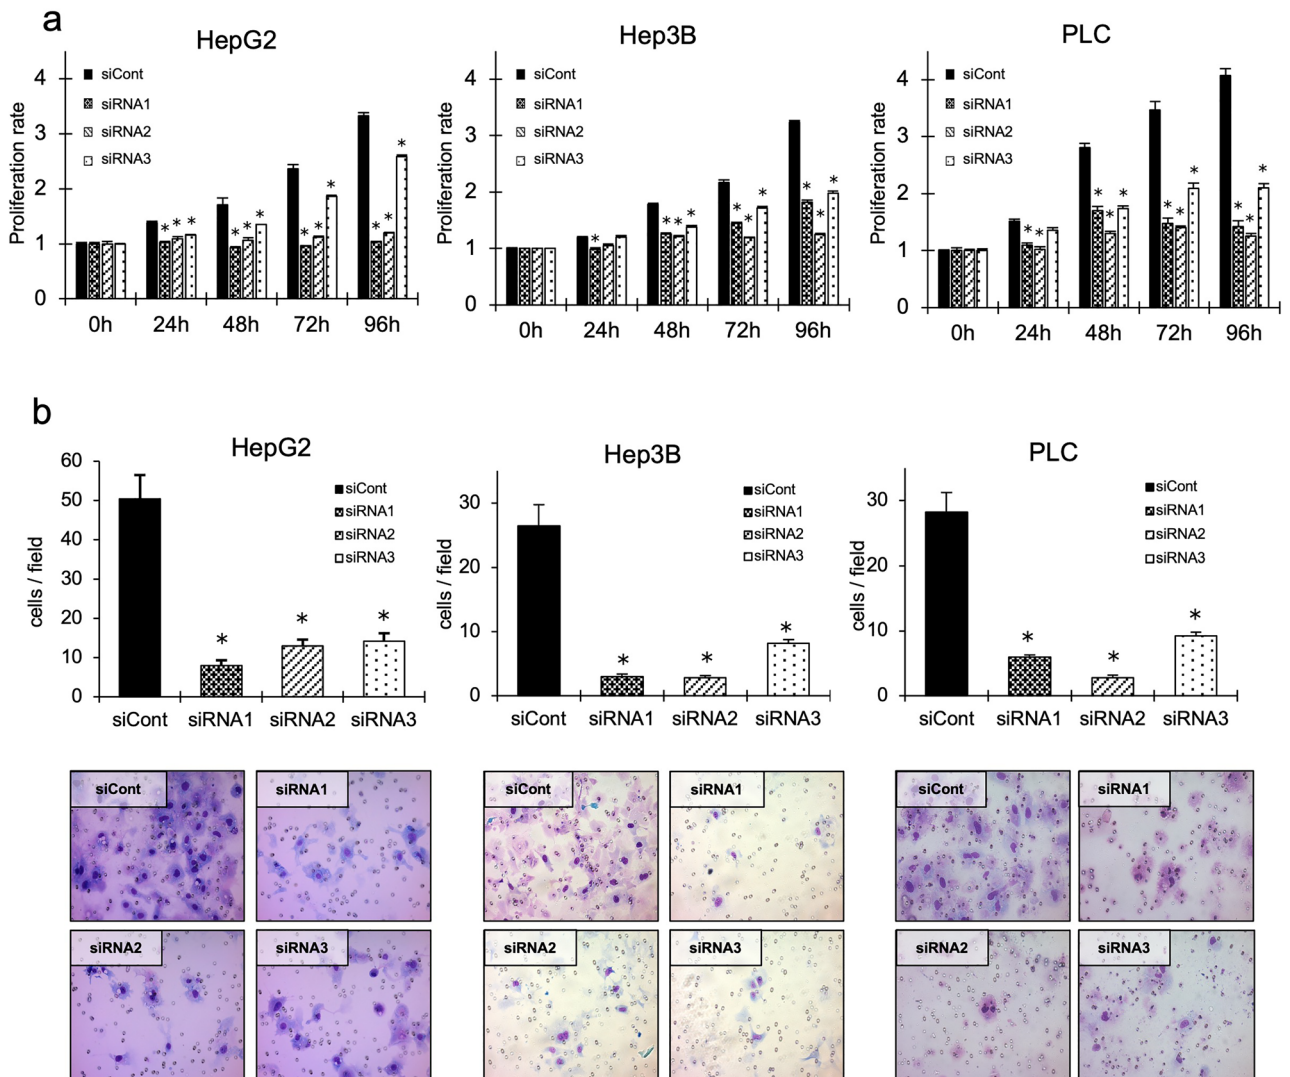 a
HepG2
Proliferation rate
4
3
2
1
0
siCont
siRNA1
siRNA2
siRNA3
* * *
* * *
* * *
* * *
0h 24h 48h 72h 96h
Hep3B
Proliferation rate
4
3
2
1
0
siCont
siRNA1
siRNA2
siRNA3
*
* * *
* * *
* * *
0h 24h 48h 72h 96h
PLC
Proliferation rate
4
3
2
1
0
siCont
siRNA1
siRNA2
siRNA3
* *
* * *
* * *
* * *
0h 24h 48h 72h 96h
b
HepG2
cells / field
60
50
40
30
20
10
0
siCont
siRNA1
siRNA2
siRNA3
* * *
siCont siRNA1 siRNA2 siRNA3
Hep3B
cells / field
30
20
10
0
siCont
siRNA1
siRNA2
siRNA3
* * *
siCont siRNA1 siRNA2 siRNA3
PLC
cells / field
30
20
10
0
siCont
siRNA1
siRNA2
siRNA3
* * *
siCont siRNA1 siRNA2 siRNA3
siCont siRNA1
siRNA2 siRNA3
siCont siRNA1
siRNA2 siRNA3
siCont siRNA1
siRNA2 siRNA3